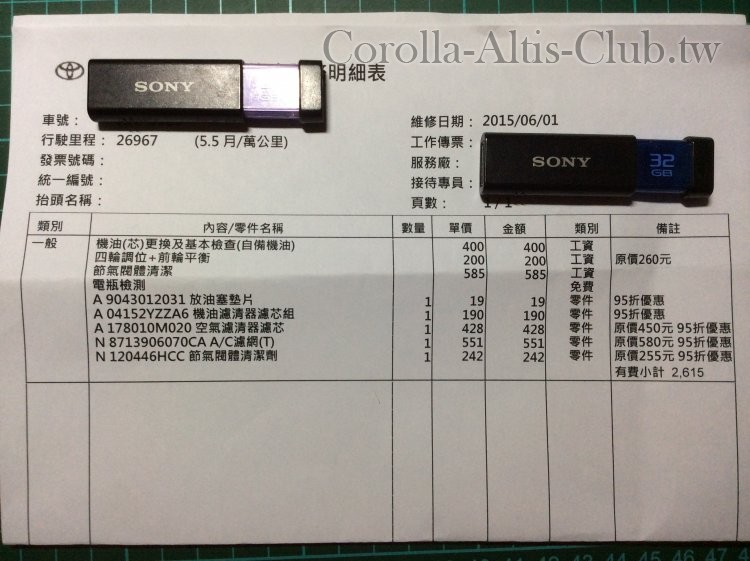 Corolla-Altis-Club.tw
SONY
明細表
車號： 維修日期： 2015/06/01
行駛里程： 26967 (5.5 月/萬公里) 工作傳票：
SONY 32 GB
發票號碼： 服務廠：
統一編號： 接待專員：
抬頭名稱： 頁數：
類別 內容/零件名稱 數量 單價 金額 類別 備註
一般 機油(芯)更換及基本檢查(自備機油) 400 400 工資
四輪調位+前輪平衡 200 200 工資 原價260元
節氣閥體清潔 585 585 工資
電瓶檢測 免費
A 9043012031 放油塞墊片 1 19 19 零件 95折優惠
A 04152YZZA6 機油濾清器濾芯組 1 190 190 零件 95折優惠
A 178010M020 空氣濾清器濾芯 1 428 428 零件 原價450元 95折優惠
N 8713906070CA A/C濾網(T) 1 551 551 零件 原價580元 95折優惠
N 120446HCC 節氣閥體清潔劑 1 242 242 零件 原價255元 95折優惠
有費小計 2,615